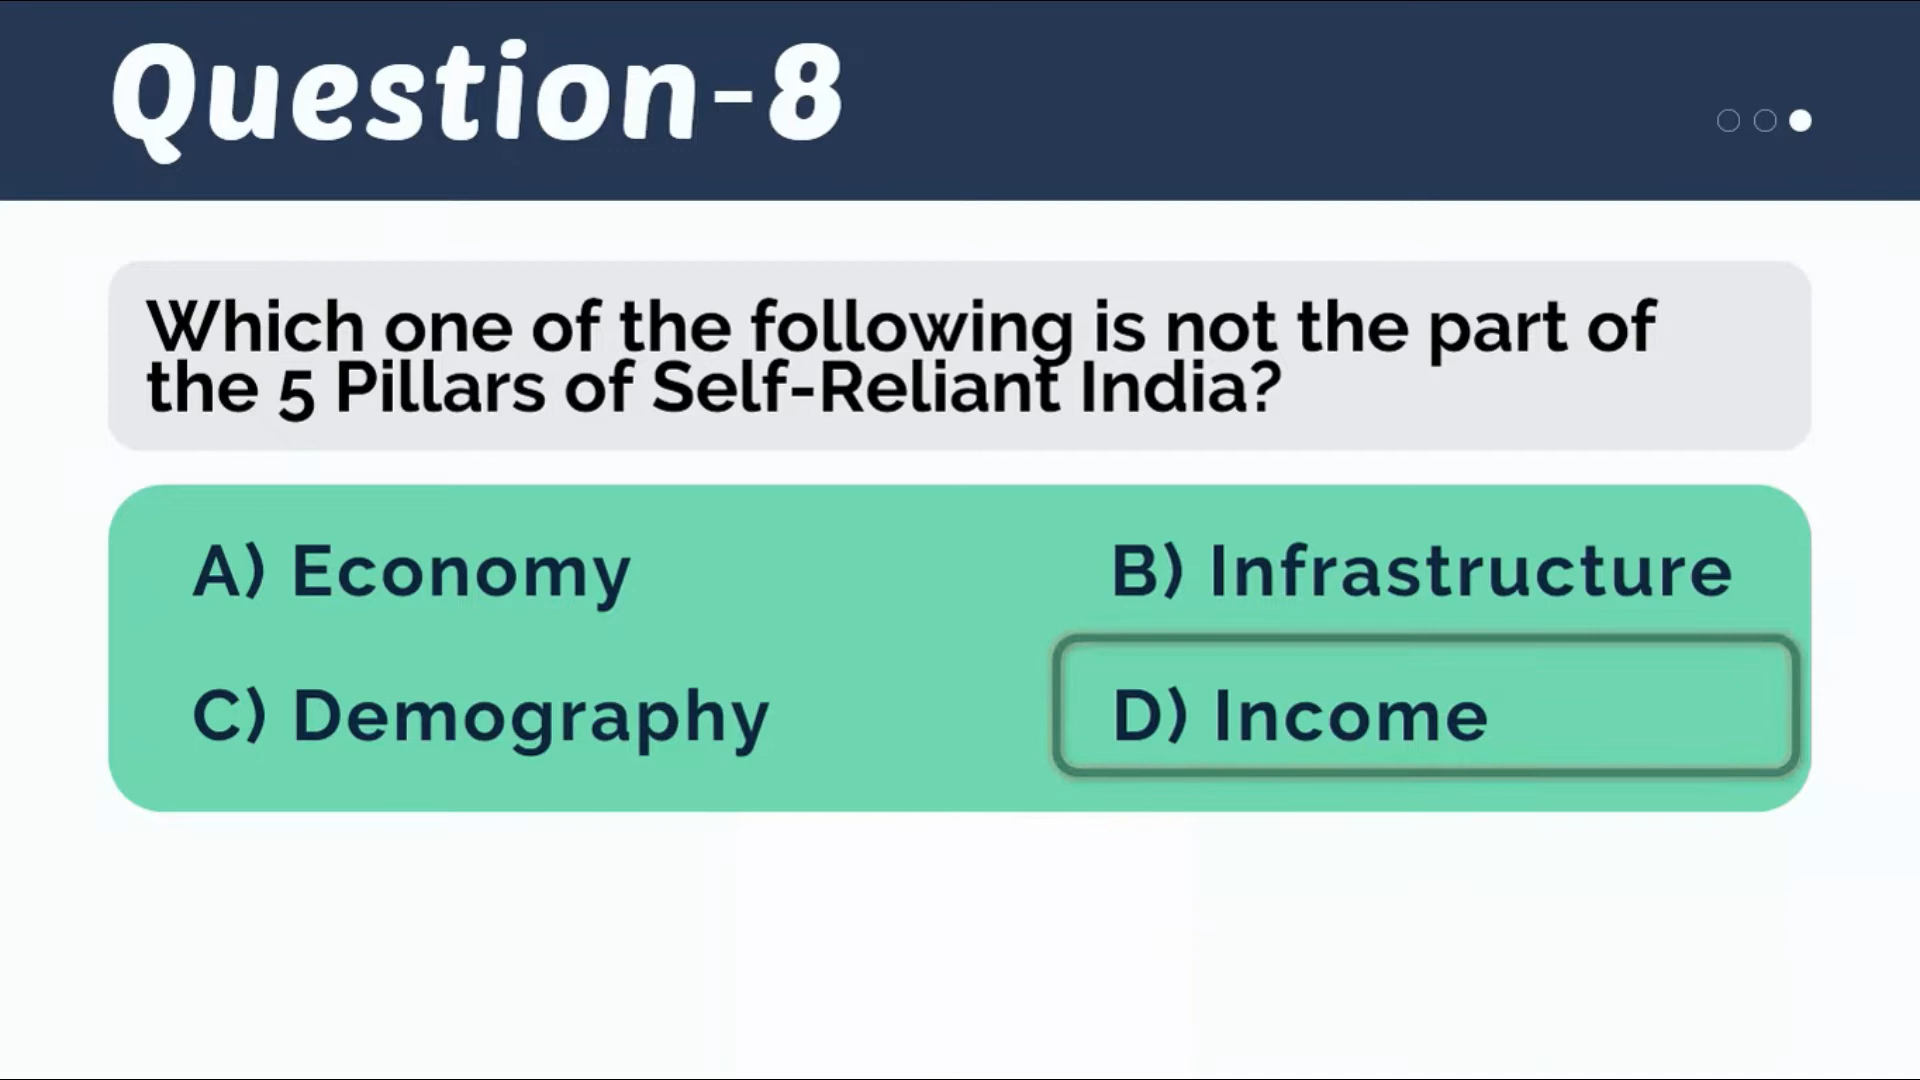 Question-8
Which one of the following is not the part of
the 5 Pillars of Self-Reliant India?
A) Economy
B) Infrastructure
C) Demography
D) Income